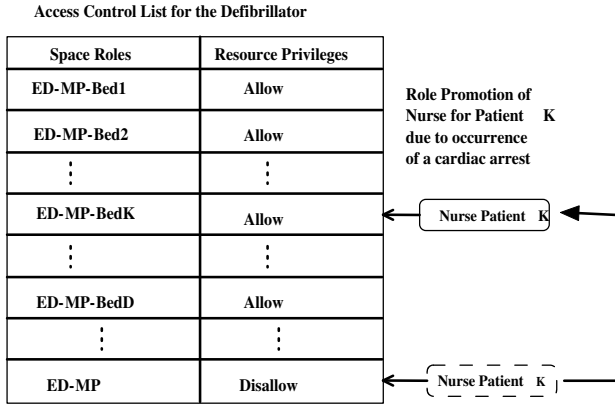 Access Control List for the Defibrillator
Space Roles Resource Privileges
ED-MP-Bed1 Allow
ED-MP-Bed2 Allow
ED-MP-BedK Allow
ED-MP-BedD Allow
ED-MP Disallow
Role Promotion of
Nurse for Patient K
due to occurrence
of a cardiac arrest
Nurse Patient K
Nurse Patient K